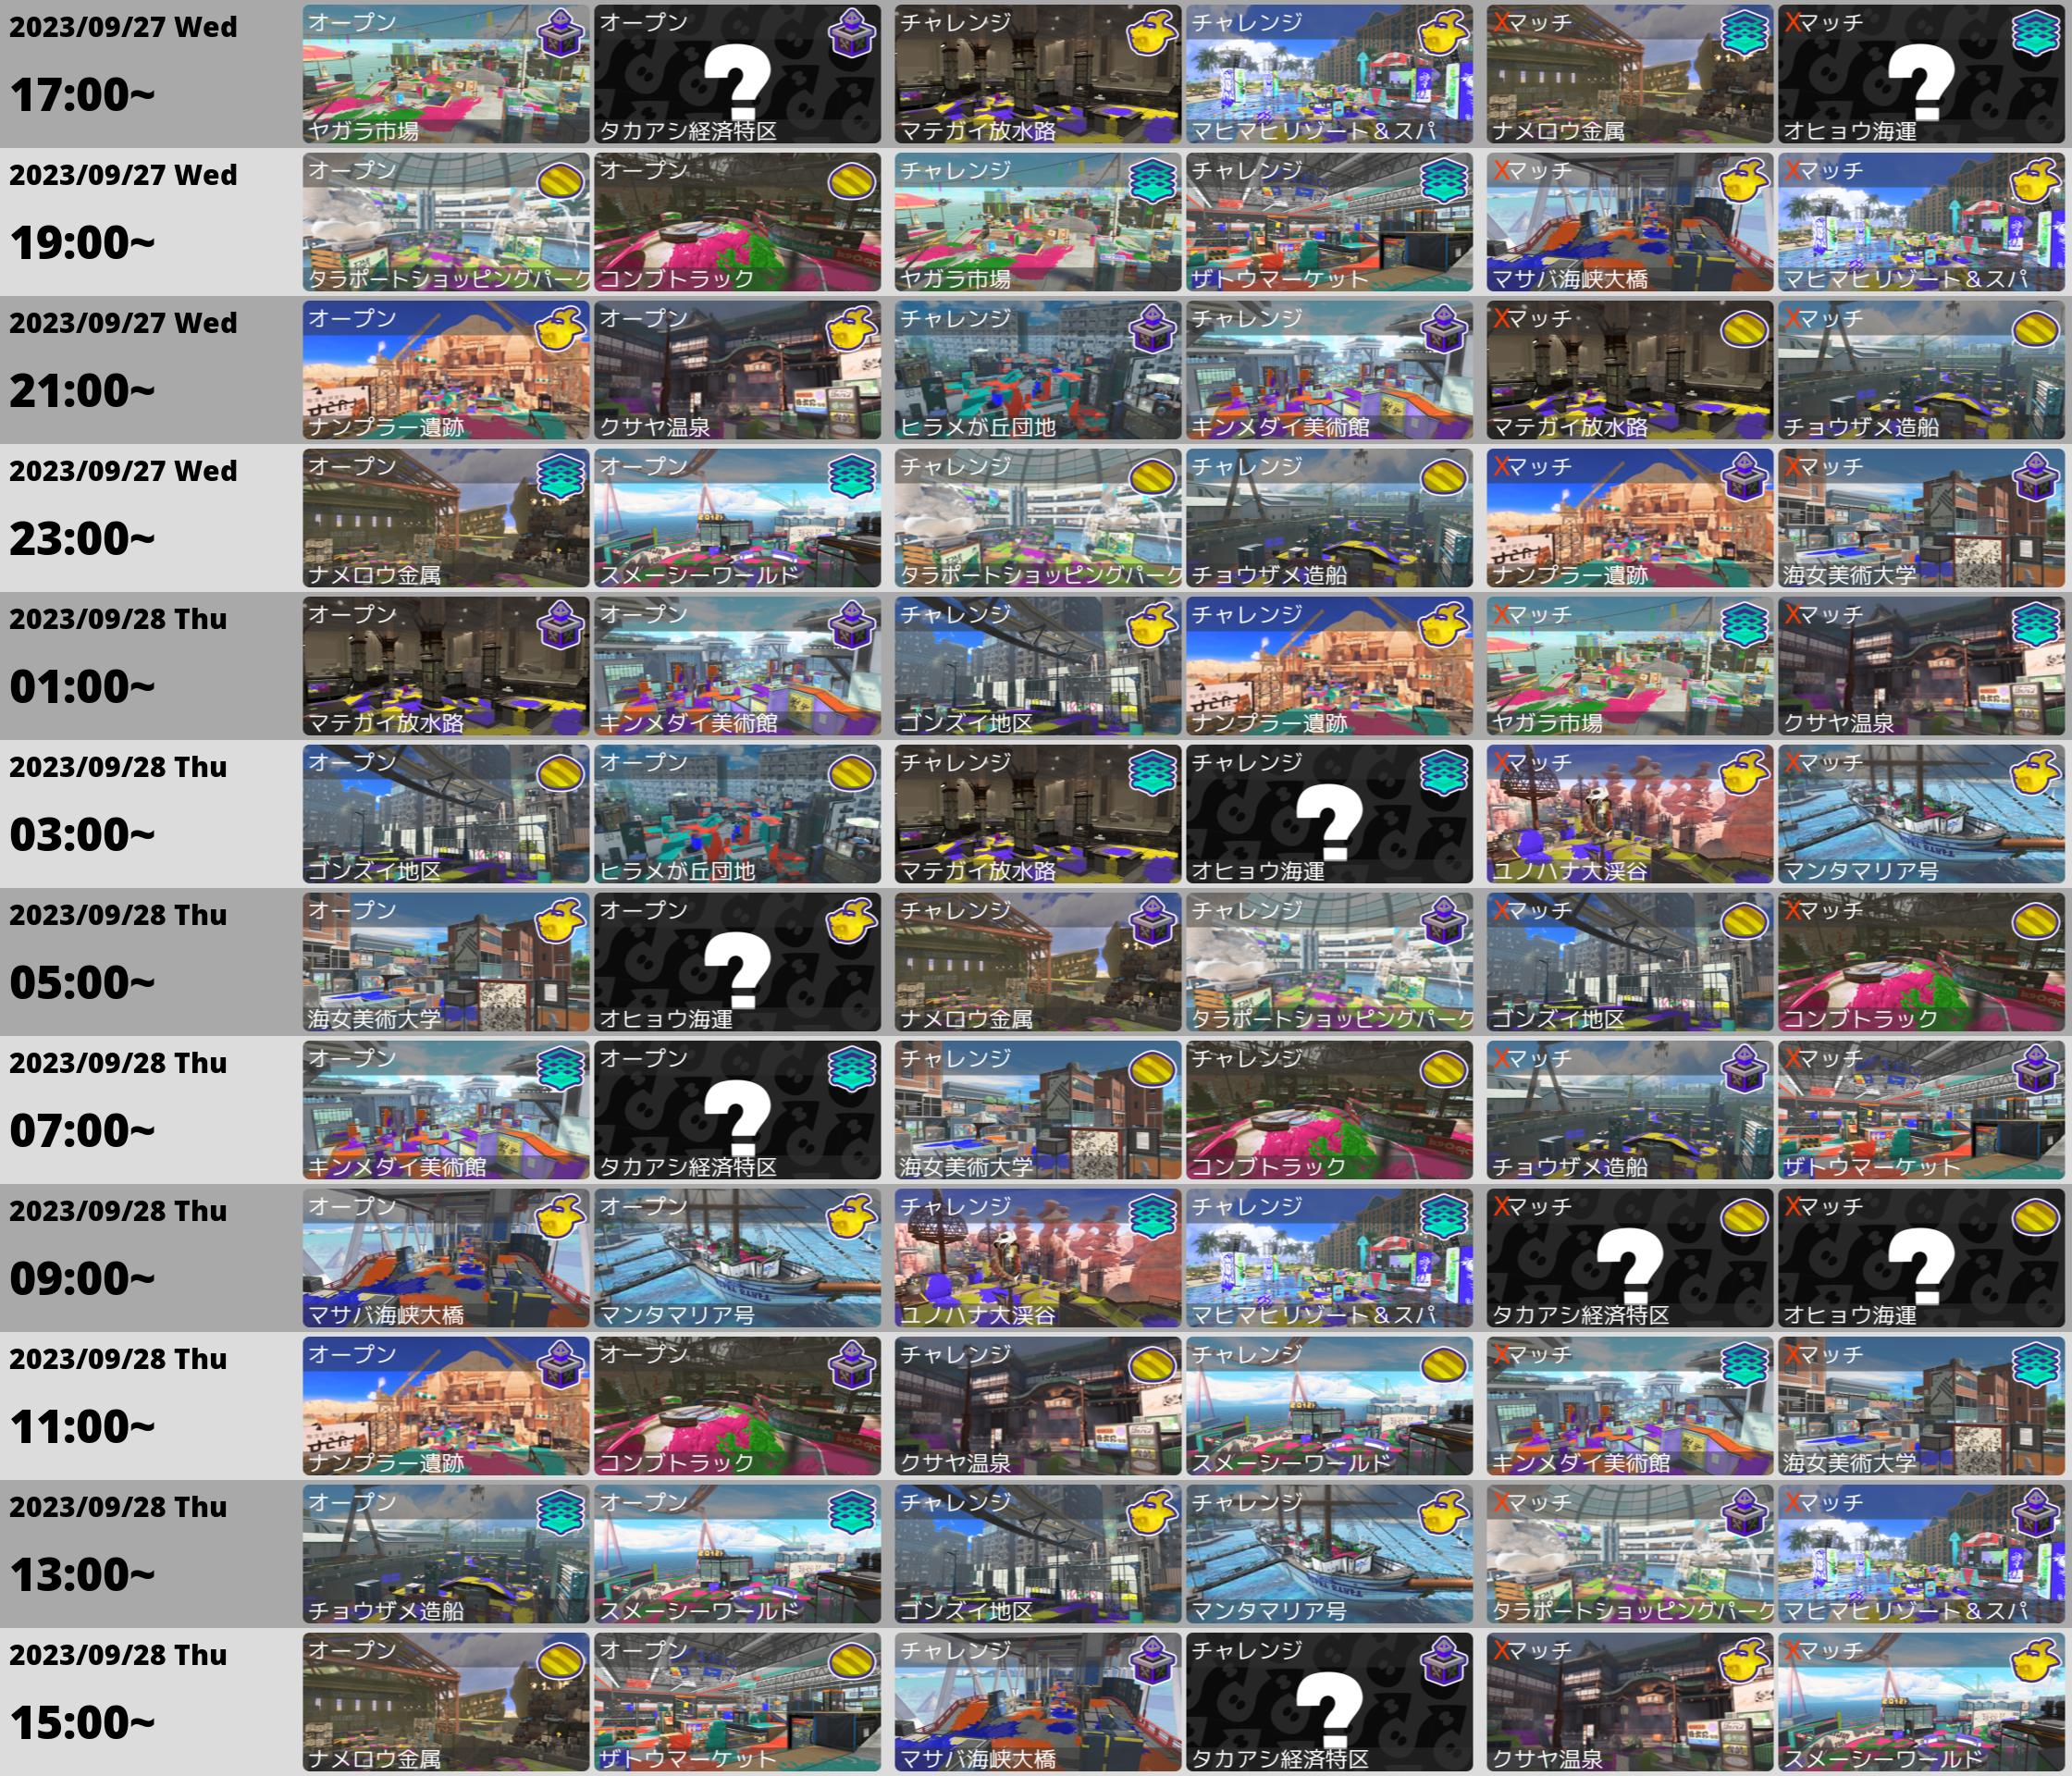 2023/09/27 Wed
17:00~
オープン オープン チャレンジ チャレンジ Xマッチ Xマッチ
ヤガラ市場 タカアシ経済特区 マテガイ放水路 マヒマヒリゾート＆スパ ナメロウ金属 オヒョウ海運
2023/09/27 Wed
19:00~
オープン オープン チャレンジ チャレンジ Xマッチ Xマッチ
タラポートショッピングパーク コンブトラック ヤガラ市場 ザトウマーケット マサバ海峡大橋 マヒマヒリゾート＆スパ
2023/09/27 Wed
21:00~
オープン オープン チャレンジ チャレンジ Xマッチ Xマッチ
ナンプラー遺跡 クサヤ温泉 ヒラメが丘団地 キンメダイ美術館 マテガイ放水路 チョウザメ造船
2023/09/27 Wed
23:00~
オープン オープン チャレンジ チャレンジ Xマッチ Xマッチ
ナメロウ金属 スメーシーワールド タラポートショッピングパーク チョウザメ造船 ナンプラー遺跡 海女美術大学
2023/09/28 Thu
01:00~
オープン オープン チャレンジ チャレンジ Xマッチ Xマッチ
マテガイ放水路 キンメダイ美術館 ゴンズイ地区 ナンプラー遺跡 ヤガラ市場 クサヤ温泉
2023/09/28 Thu
03:00~
オープン オープン チャレンジ チャレンジ Xマッチ Xマッチ
ゴンズイ地区 ヒラメが丘団地 マテガイ放水路 オヒョウ海運 ユノハナ大渓谷 マンタマリア号
2023/09/28 Thu
05:00~
オープン オープン チャレンジ チャレンジ Xマッチ Xマッチ
海女美術大学 オヒョウ海運 ナメロウ金属 タラポートショッピングパーク ゴンズイ地区 コンブトラック
2023/09/28 Thu
07:00~
オープン オープン チャレンジ チャレンジ Xマッチ Xマッチ
キンメダイ美術館 タカアシ経済特区 海女美術大学 コンブトラック チョウザメ造船 ザトウマーケット
2023/09/28 Thu
09:00~
オープン オープン チャレンジ チャレンジ Xマッチ Xマッチ
マサバ海峡大橋 マンタマリア号 ユノハナ大渓谷 マヒマヒリゾート＆スパ タカアシ経済特区 オヒョウ海運
2023/09/28 Thu
11:00~
オープン オープン チャレンジ チャレンジ Xマッチ Xマッチ
ナンプラー遺跡 コンブトラック クサヤ温泉 スメーシーワールド キンメダイ美術館 海女美術大学
2023/09/28 Thu
13:00~
オープン オープン チャレンジ チャレンジ Xマッチ Xマッチ
チョウザメ造船 スメーシーワールド ゴンズイ地区 マンタマリア号 タラポートショッピングパーク マヒマヒリゾート＆スパ
2023/09/28 Thu
15:00~
オープン オープン チャレンジ チャレンジ Xマッチ Xマッチ
ナメロウ金属 ザトウマーケット マサバ海峡大橋 タカアシ経済特区 クサヤ温泉 スメーシーワールド